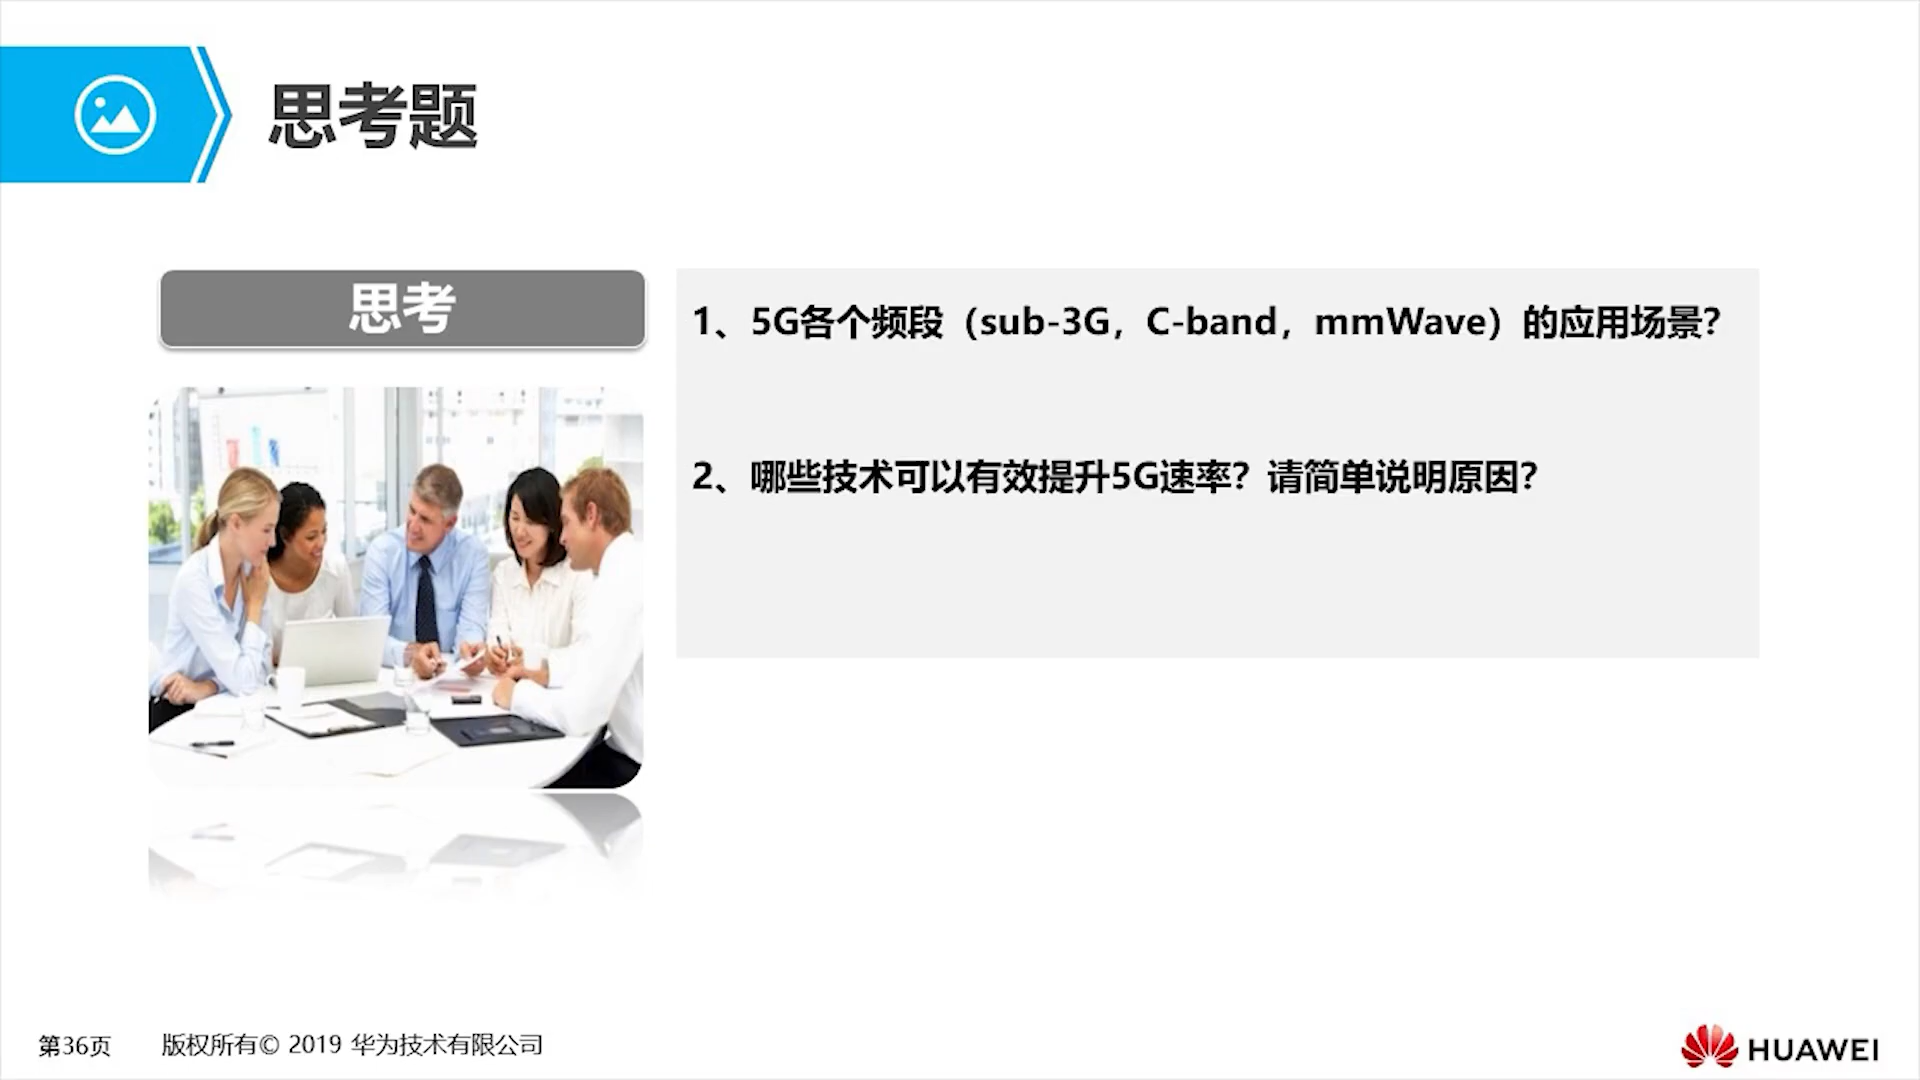 思考题
思考
1、5G各个频段（sub-3G，C-band，mmWave）的应用场景？
2、哪些技术可以有效提升5G速率？请简单说明原因？
第36页 版权所有© 2019 华为技术有限公司
HUAWEI